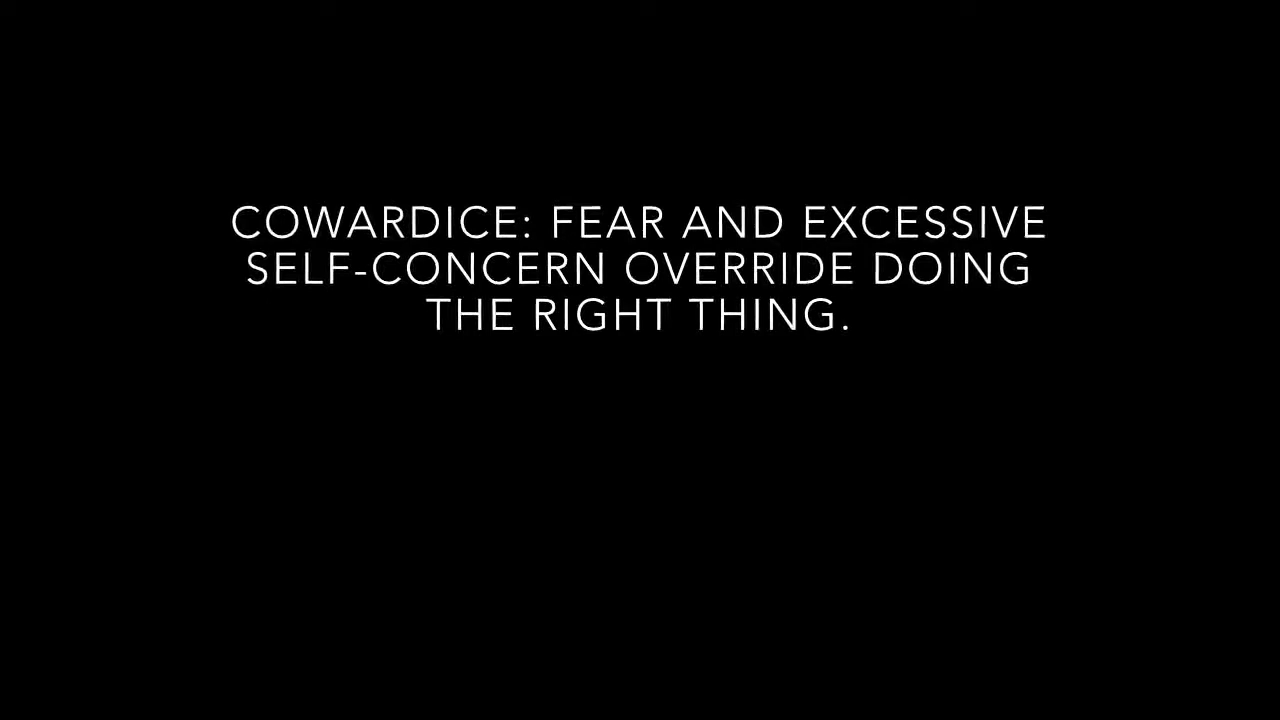 COWARDICE: FEAR AND EXCESSIVE
SELF-CONCERN OVERRIDE DOING
THE RIGHT THING.